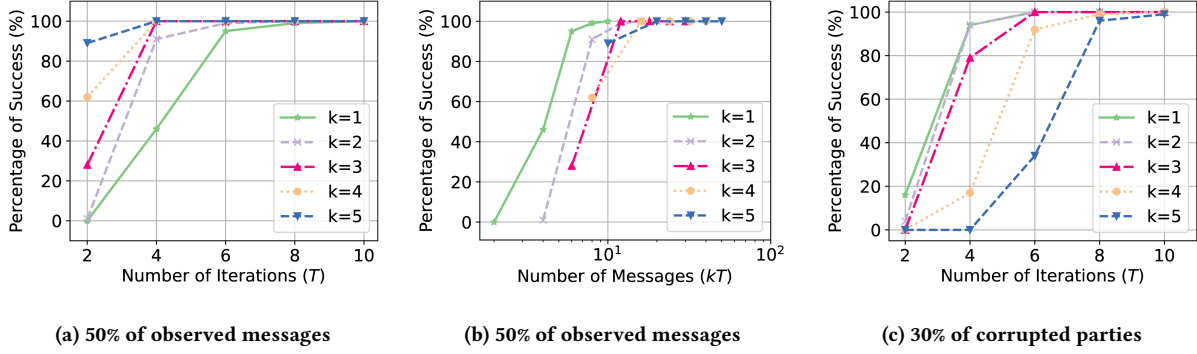 Percentage of Success (%)
100
80
60
40
20
0
2 4 6 8 10
Number of Iterations (T)
k=1
k=2
k=3
k=4
k=5
(a) 50% of observed messages
Percentage of Success (%)
100
80
60
40
20
0
10¹ 10²
Number of Messages (kT)
k=1
k=2
k=3
k=4
k=5
(b) 50% of observed messages
Percentage of Success (%)
100
80
60
40
20
0
2 4 6 8 10
Number of Iterations (T)
k=1
k=2
k=3
k=4
k=5
(c) 30% of corrupted parties